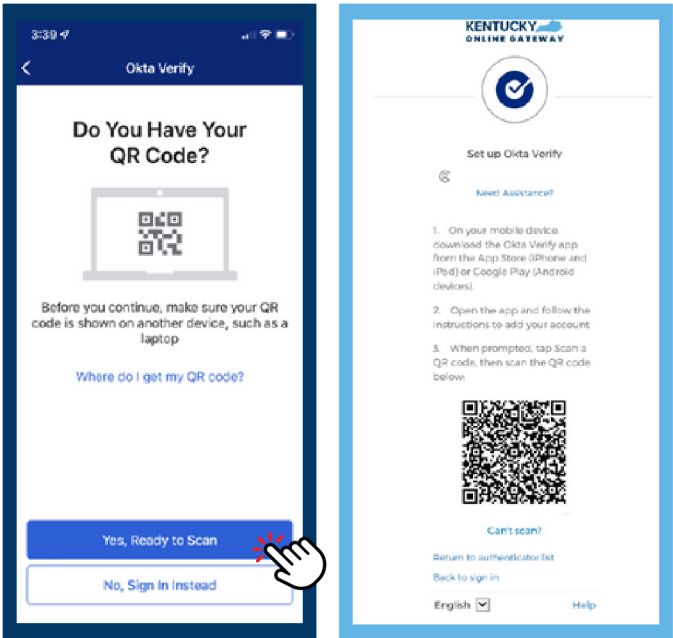 3:39
Okta Verify
Do You Have Your
QR Code?
Before you continue, make sure your QR
code is shown on another device, such as a
laptop
Where do I get my QR code?
Yes, Ready to Scan
No, Sign In Instead
KENTUCKY
ONLINE GATEWAY
Set up Okta Verify
Need Assistance?
1. On your mobile device,
download the Okta Verify app
from the App Store (iPhone and
iPod) or Google Play (Android
devices).
2. Open the app and follow the
instructions to add your account
3. When prompted, tap Scan a
QR code, then scan the QR code
below:
Can't scan?
Return to authenticator list
Back to sign in
English
Help